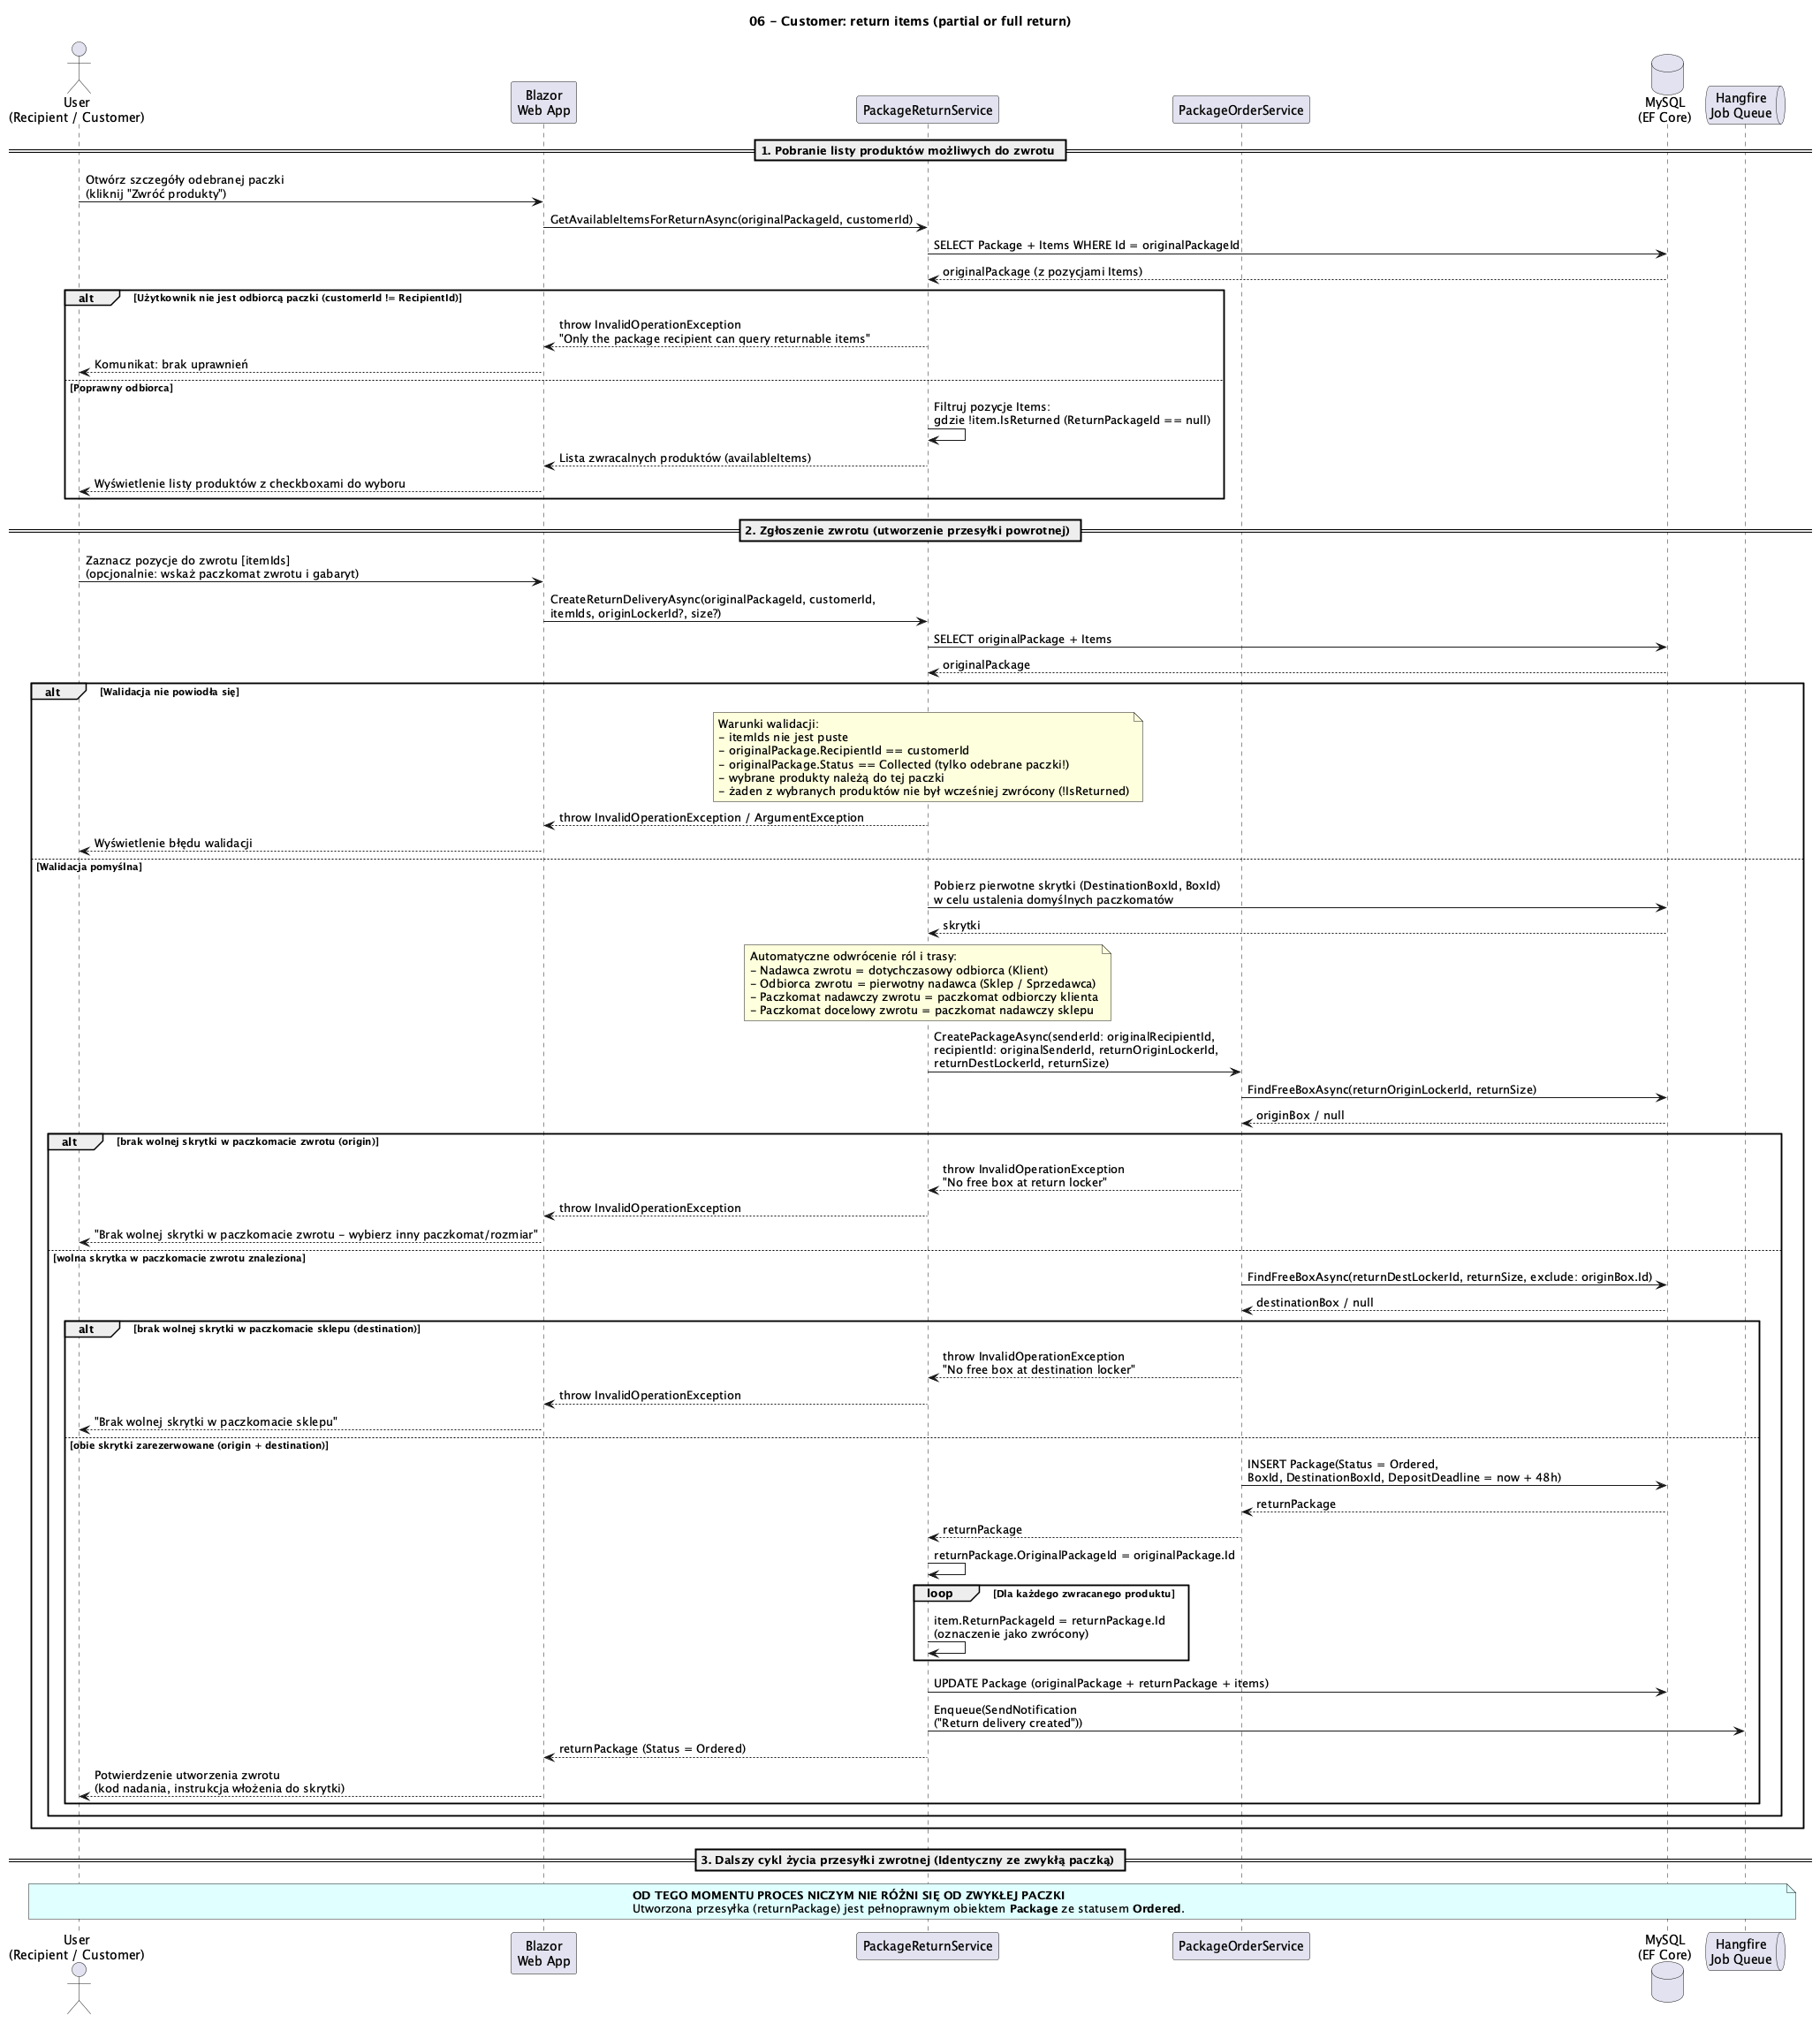 06 – Customer: return items (partial or full return)
User
(Recipient / Customer)
Blazor
Web App
PackageReturnService
PackageOrderService
MySQL
(EF Core)
Hangfire
Job Queue
1. Pobranie listy produktów możliwych do zwrotu
Otwórz szczegóły odebranej paczki
(kliknij "Zwróć produkty")
GetAvailableItemsForReturnAsync(originalPackageId, customerId)
SELECT Package + Items WHERE Id = originalPackageId
originalPackage (z pozycjami Items)
alt [Użytkownik nie jest odbiorcą paczki (customerId != RecipientId)]
throw InvalidOperationException
"Only the package recipient can query returnable items"
Komunikat: brak uprawnień
[Poprawny odbiorca]
Filtruj pozycje Items:
gdzie !item.IsReturned (ReturnPackageId == null)
Lista zwracalnych produktów (availableItems)
Wyświetlenie listy produktów z checkboxami do wyboru
2. Zgłoszenie zwrotu (utworzenie przesyłki powrotnej)
Zaznacz pozycje do zwrotu [itemIds]
(opcjonalnie: wskaż paczkomat zwrotu i gabaryt)
CreateReturnDeliveryAsync(originalPackageId, customerId,
itemIds, originLockerId?, size?)
SELECT originalPackage + Items
originalPackage
alt [Walidacja nie powiodła się]
Warunki walidacji:
– itemIds nie jest puste
– originalPackage.RecipientId == customerId
– originalPackage.Status == Collected (tylko odebrane paczki!)
– wybrane produkty należą do tej paczki
– żaden z wybranych produktów nie był wcześniej zwrócony (!IsReturned)
throw InvalidOperationException / ArgumentException
Wyświetlenie błędu walidacji
[Walidacja pomyślna]
Pobierz pierwotne skrytki (DestinationBoxId, BoxId)
w celu ustalenia domyślnych paczkomatów
skrytki
Automatyczne odwrócenie ról i trasy:
– Nadawca zwrotu = dotychczasowy odbiorca (Klient)
– Odbiorca zwrotu = pierwotny nadawca (Sklep / Sprzedawca)
– Paczkomat nadawczy zwrotu = paczkomat odbiorczy klienta
– Paczkomat docelowy zwrotu = paczkomat nadawczy sklepu
CreatePackageAsync(senderId: originalRecipientId,
recipientId: originalSenderId, returnOriginLockerId,
returnDestLockerId, returnSize)
FindFreeBoxAsync(returnOriginLockerId, returnSize)
originBox / null
alt [brak wolnej skrytki w paczkomacie zwrotu (origin)]
throw InvalidOperationException
"No free box at return locker"
throw InvalidOperationException
"Brak wolnej skrytki w paczkomacie zwrotu – wybierz inny paczkomat/rozmiar"
[wolna skrytka w paczkomacie zwrotu znaleziona]
FindFreeBoxAsync(returnDestLockerId, returnSize, exclude: originBox.Id)
destinationBox / null
alt [brak wolnej skrytki w paczkomacie sklepu (destination)]
throw InvalidOperationException
"No free box at destination locker"
throw InvalidOperationException
"Brak wolnej skrytki w paczkomacie sklepu"
[obie skrytki zarezerwowane (origin + destination)]
INSERT Package(Status = Ordered,
BoxId, DestinationBoxId, DepositDeadline = now + 48h)
returnPackage
returnPackage
returnPackage.OriginalPackageId = originalPackage.Id
loop [Dla każdego zwracanego produktu]
item.ReturnPackageId = returnPackage.Id
(oznaczenie jako zwrócony)
UPDATE Package (originalPackage + returnPackage + items)
Enqueue(SendNotification
("Return delivery created"))
returnPackage (Status = Ordered)
Potwierdzenie utworzenia zwrotu
(kod nadania, instrukcja włożenia do skrytki)
3. Dalszy cykl życia przesyłki zwrotnej (Identyczny ze zwykłą paczką)
OD TEGO MOMENTU PROCES NICZYM NIE RÓŻNI SIĘ OD ZWYKŁEJ PACZKI
Utworzona przesyłka (returnPackage) jest pełnoprawnym obiektem Package ze statusem Ordered.
User
(Recipient / Customer)
Blazor
Web App
PackageReturnService
PackageOrderService
MySQL
(EF Core)
Hangfire
Job Queue